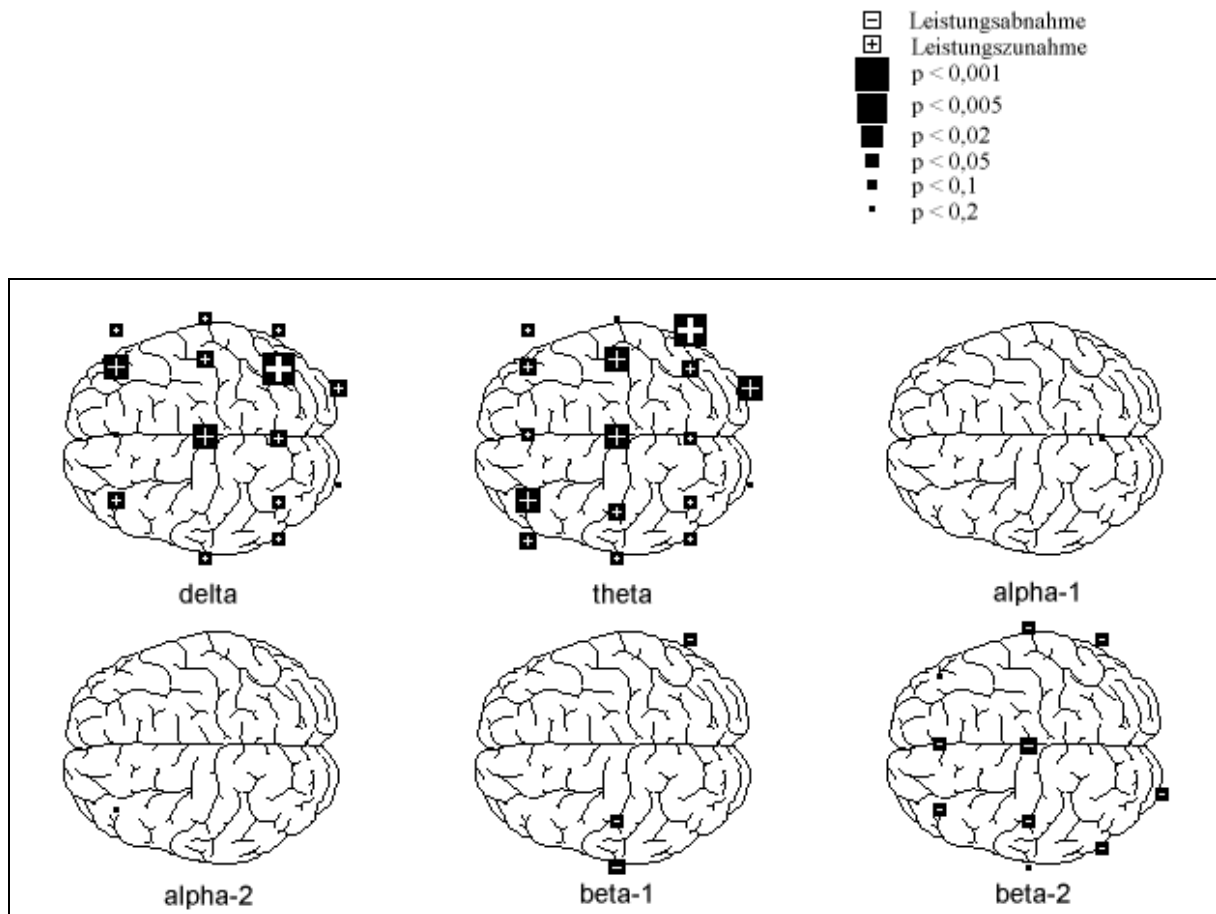 Leistungsabnahme
Leistungszunahme
p < 0,001
p < 0,005
p < 0,02
p < 0,05
p < 0,1
p < 0,2
delta
theta
alpha-1
alpha-2
beta-1
beta-2